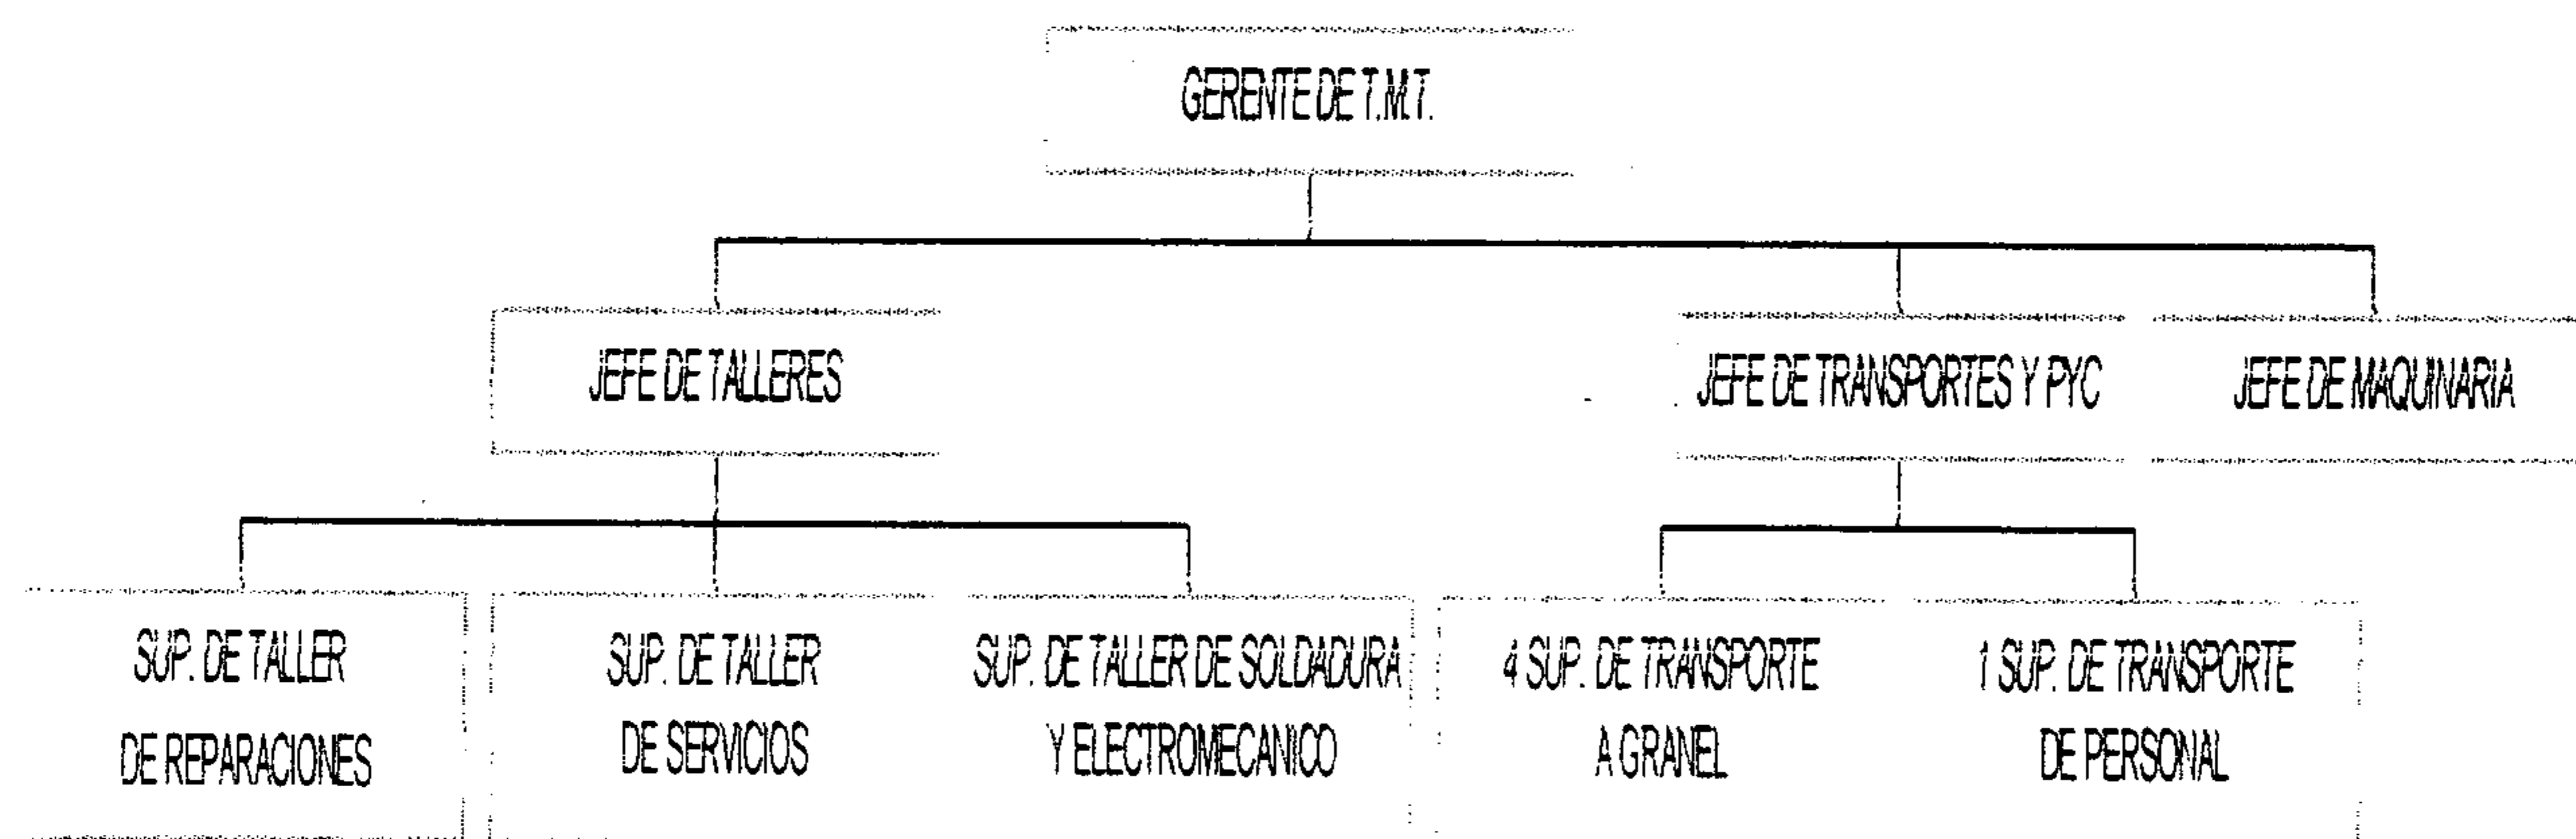 GERENTE DE T.M.T.
JEFE DE TALLERES
JEFE DE TRANSPORTES Y PYC
JEFE DE MAQUINARIA
SUP. DE TALLER
DE REPARACIONES
SUP. DE TALLER
DE SERVICIOS
SUP. DE TALLER DE SOLDADURA
Y ELECTROMECANICO
4 SUP. DE TRANSPORTE
A GRANEL
1 SUP. DE TRANSPORTE
DE PERSONAL